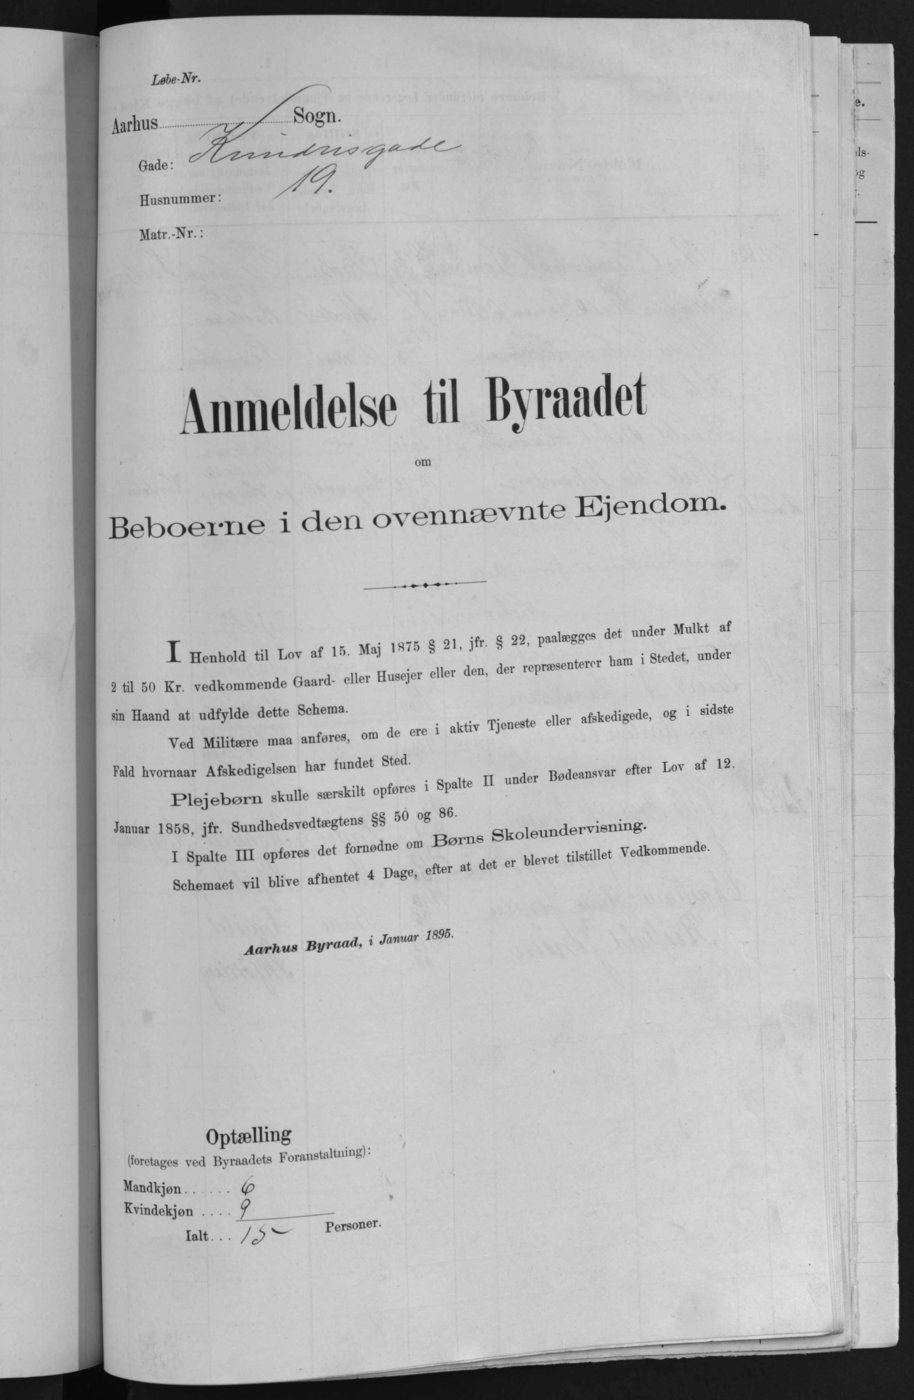 Løbe-Nr.
Aarhus Sogn.
Gade: Knudrisgade
Husnummer: 19.
Matr.-Nr.:
Anmeldelse til Byraadet
om
Beboerne i den ovennævnte Ejendom.
I Henhold til Lov af 15. Maj 1875 § 21, jfr. § 22, paalægges det under Mulkt af
2 til 50 Kr. vedkommende Gaard- eller Husejer eller den, der repræsenterer ham i Stedet, under
sin Haand at udfylde dette Schema.
Ved Militære maa anføres, om de ere i aktiv Tjeneste eller afskedigede, og i sidste
Fald hvornaar Afskedigelsen har fundet Sted.
Plejebørn skulle særskilt opføres i Spalte II under Bødeansvar efter Lov af 12.
Januar 1858, jfr. Sundhedsvedtægtens §§ 50 og 86.
I Spalte III opføres det fornødne om Børns Skoleundervisning.
Schemaet vil blive afhentet 4 Dage, efter at det er blevet tilstillet Vedkommende.
Aarhus Byraad, i Januar 1895.
Optælling
(foretages ved Byraadets Foranstaltning):
Mandkjøn...... 6
Kvindekjøn .... 9
Ialt... 15 Personer.